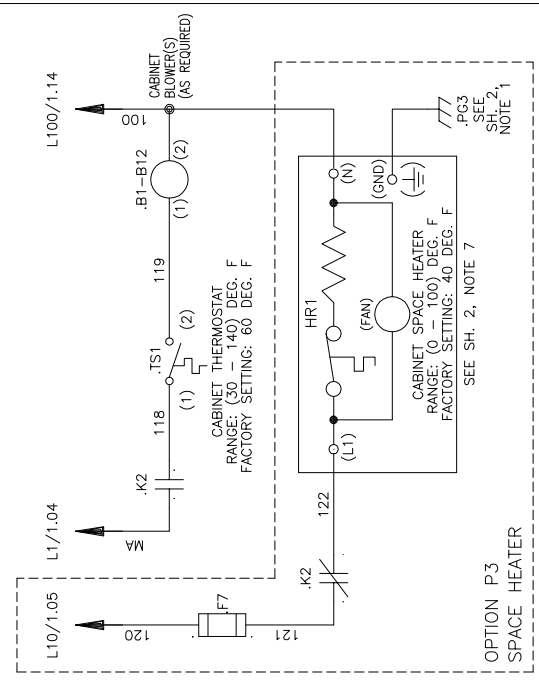 L1/1.04
MA
.K2
118
(1)
.TS1
(2)
CABINET THERMOSTAT
RANGE: (30 - 140) DEG. F
FACTORY SETTING: 60 DEG. F
119
(1)
.B1-B12
(2)
100
L100/1.14
CABINET
BLOWER(S)
(AS REQUIRED)
L10/1.05
120
.F7
121
.K2
122
(L1)
HR1
(FAN)
(N)
(GND)
CABINET SPACE HEATER
RANGE: (0 - 100) DEG. F
FACTORY SETTING: 40 DEG. F
SEE SH. 2, NOTE 7
.PG3
SEE
SH. 2,
NOTE 1
OPTION P3
SPACE HEATER